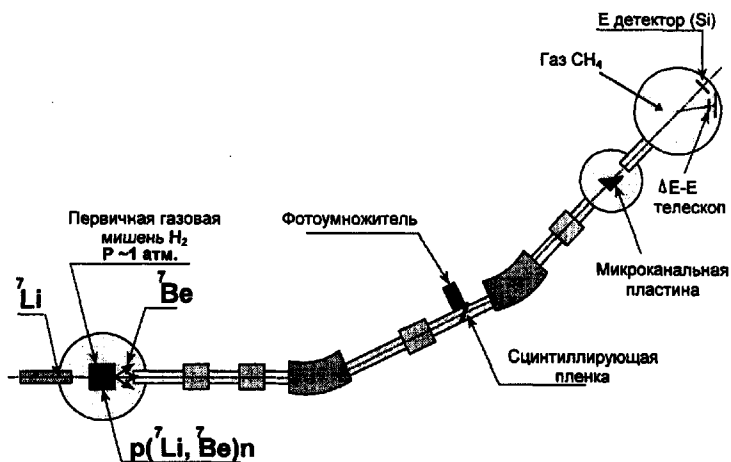 E детектор (Si)
Газ CH₄
ΔE-E
телескоп
Первичная газовая
мишень H₂
P ~1 атм.
Фотоумножитель
Микроканальная
пластина
⁷Li
⁷Be
Сцинтиллирующая
пленка
p(⁷Li, ⁷Be)n